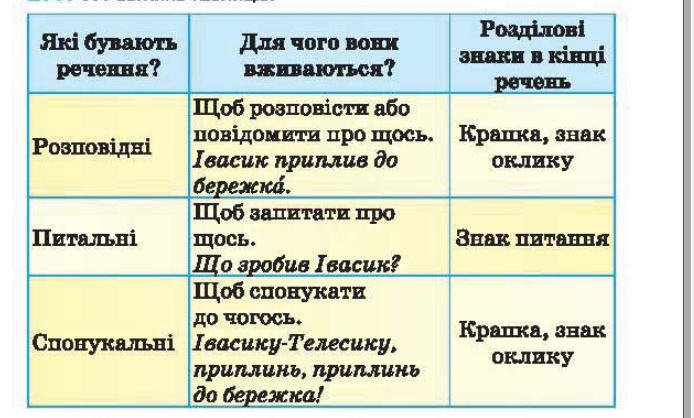 Які бувають речення?
Для чого вони вживаються?
Розділові знаки в кінці речень
Розповідні
Щоб розповісти або
повідомити про щось.
Івасик приплив до
бережка́.
Крапка, знак
оклику
Питальні
Щоб запитати про
щось.
Що зробив Івасик?
Знак питання
Спонукальні
Щоб спонукати
до чогось.
Івасику-Телесику,
приплинь, приплинь
до бережка!
Крапка, знак
оклику